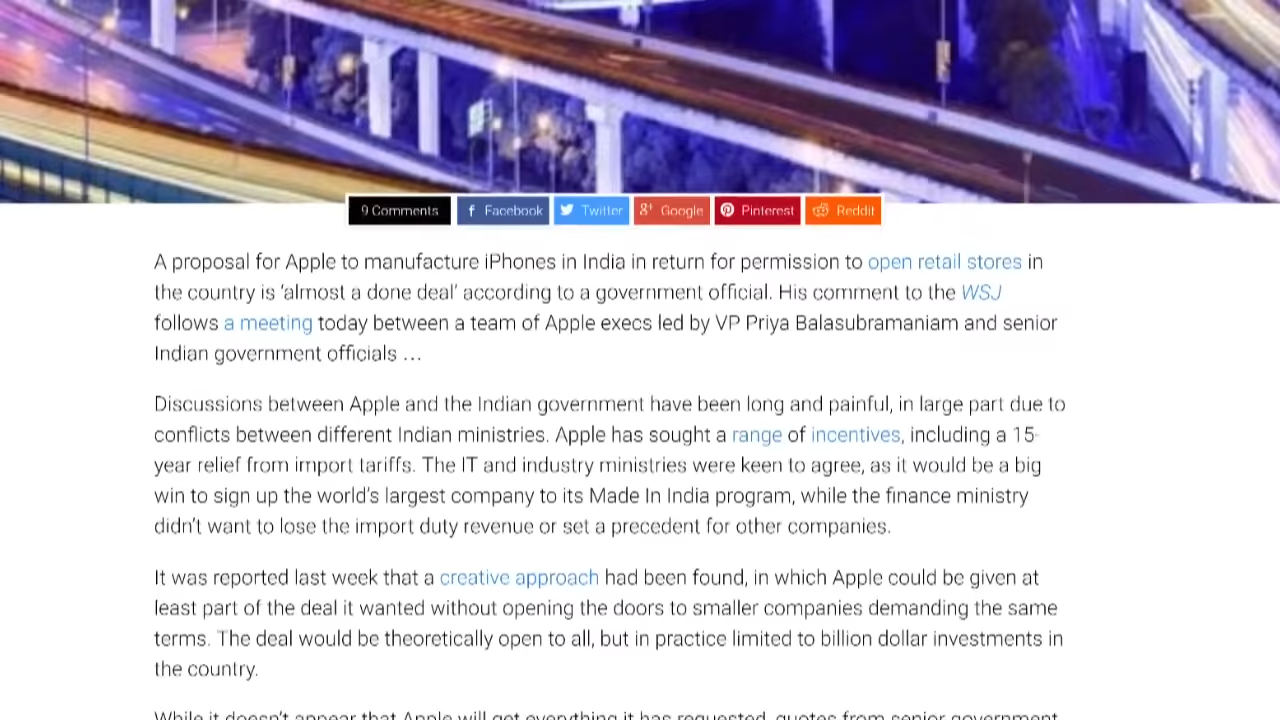 9 Comments Facebook Twitter Google Pinterest Reddit
A proposal for Apple to manufacture iPhones in India in return for permission to open retail stores in
the country is ‘almost a done deal’ according to a government official. His comment to the WSJ
follows a meeting today between a team of Apple execs led by VP Priya Balasubramaniam and senior
Indian government officials …
Discussions between Apple and the Indian government have been long and painful, in large part due to
conflicts between different Indian ministries. Apple has sought a range of incentives, including a 15-
year relief from import tariffs. The IT and industry ministries were keen to agree, as it would be a big
win to sign up the world’s largest company to its Made In India program, while the finance ministry
didn’t want to lose the import duty revenue or set a precedent for other companies.
It was reported last week that a creative approach had been found, in which Apple could be given at
least part of the deal it wanted without opening the doors to smaller companies demanding the same
terms. The deal would be theoretically open to all, but in practice limited to billion dollar investments in
the country.
While it doesn’t appear that Apple will get everything it has requested, quotes from senior government